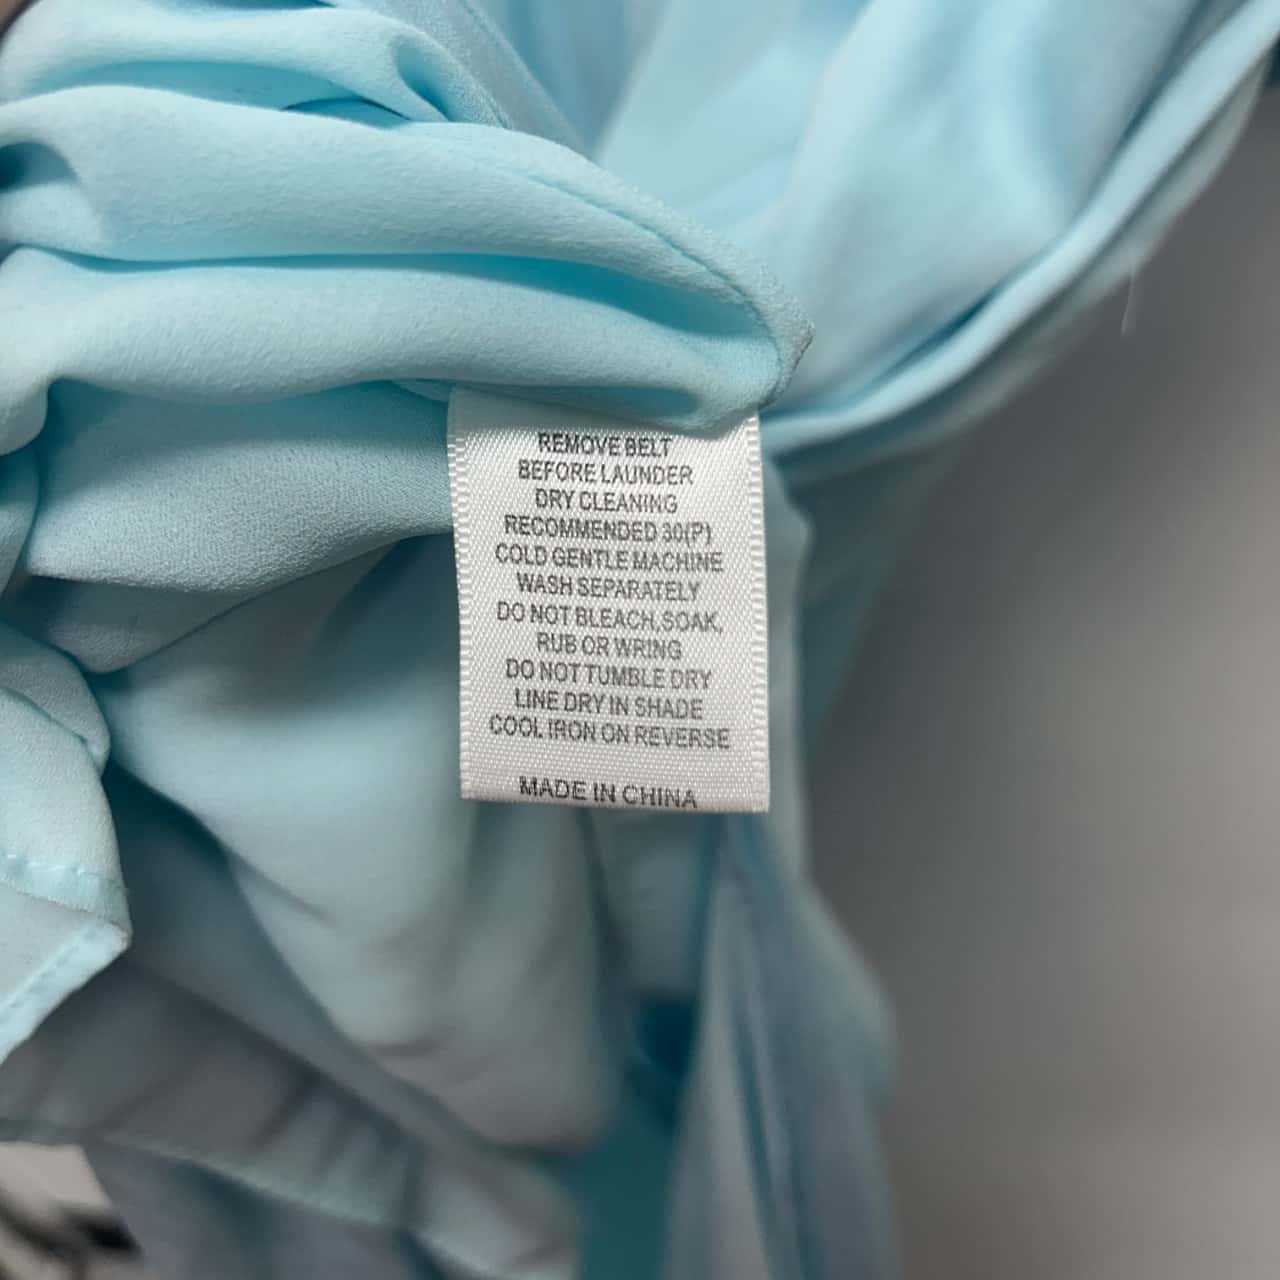 REMOVE BELT
BEFORE LAUNDER
DRY CLEANING
RECOMMENDED 30(P)
COLD GENTLE MACHINE
WASH SEPARATELY
DO NOT BLEACH,SOAK,
RUB OR WRING
DO NOT TUMBLE DRY
LINE DRY IN SHADE
COOL IRON ON REVERSE
MADE IN CHINA